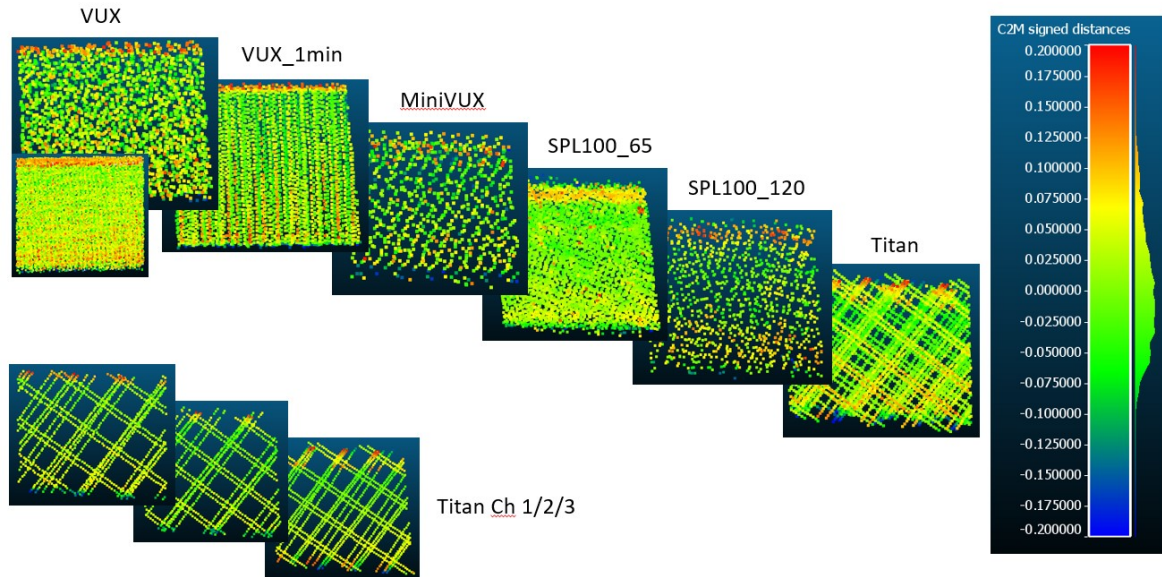 VUX
VUX_1min
MiniVUX
SPL100_65
SPL100_120
Titan
Titan Ch 1/2/3
C2M signed distances
0.200000
0.175000
0.150000
0.125000
0.100000
0.075000
0.050000
0.025000
0.000000
-0.025000
-0.050000
-0.075000
-0.100000
-0.125000
-0.150000
-0.175000
-0.200000